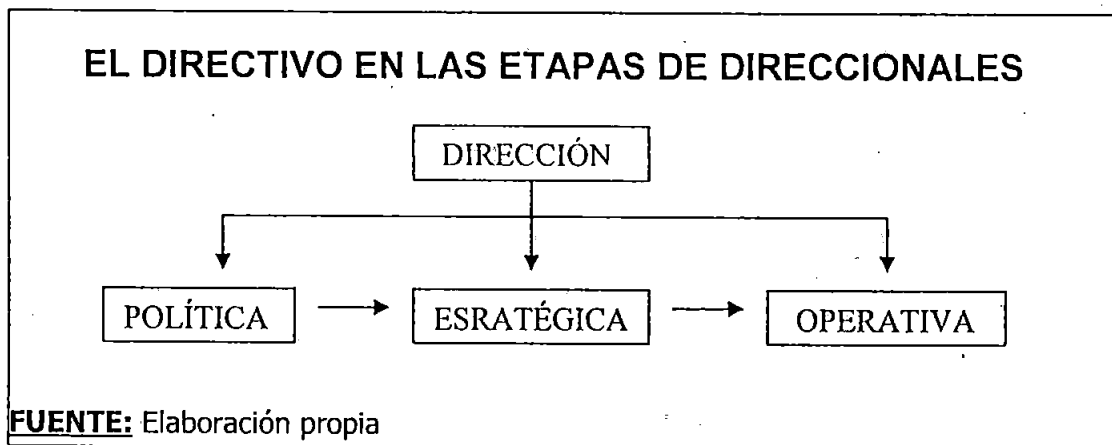 EL DIRECTIVO EN LAS ETAPAS DE DIRECCIONALES
DIRECCIÓN
POLÍTICA
ESRATÉGICA
OPERATIVA
FUENTE: Elaboración propia